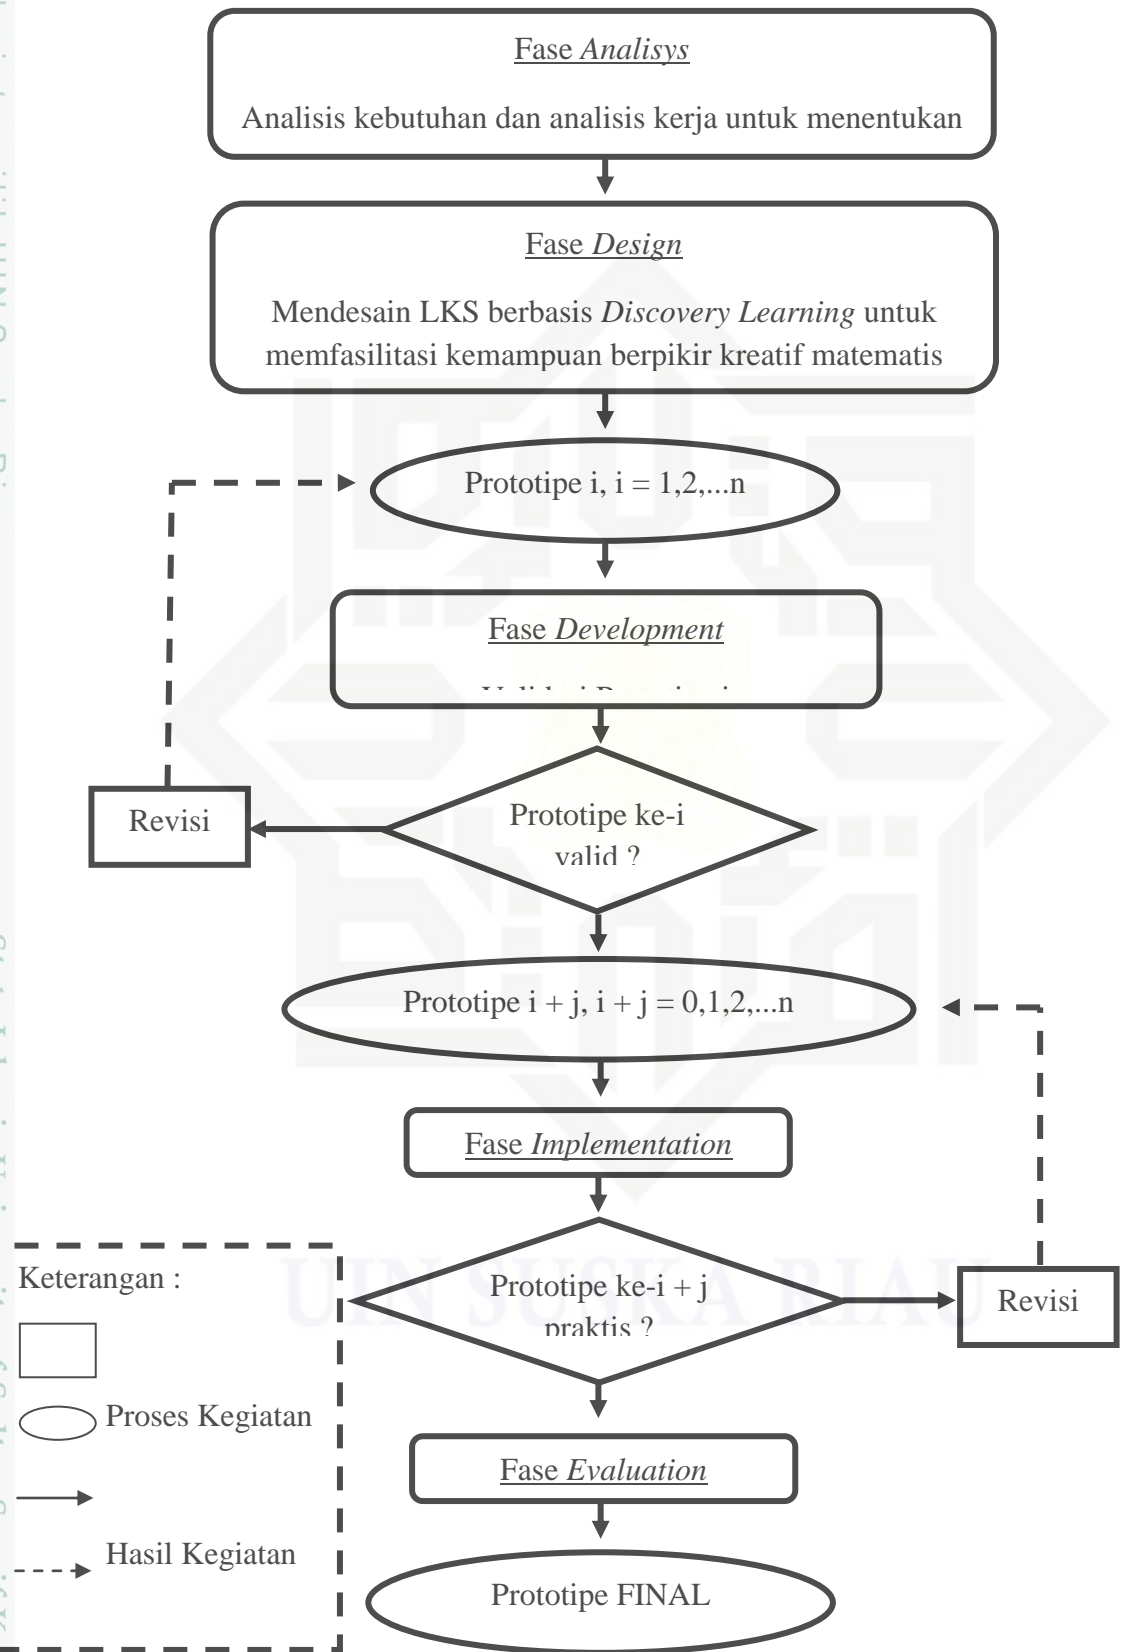 Fase Analisys
Analisis kebutuhan dan analisis kerja untuk menentukan
Fase Design
Mendesain LKS berbasis Discovery Learning untuk
memfasilitasi kemampuan berpikir kreatif matematis
Prototipe i, i = 1,2,...n
Fase Development
Revisi
Prototipe ke-i
valid ?
Prototipe i + j, i + j = 0,1,2,...n
Fase Implementation
Prototipe ke-i + j
praktis ?
Revisi
Keterangan :
Proses Kegiatan
Hasil Kegiatan
Fase Evaluation
Prototipe FINAL
UIN SUSKA RIAU